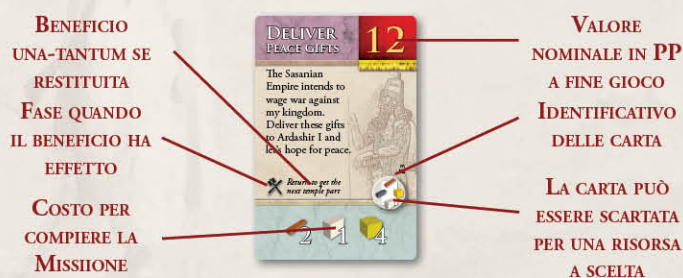 BENEFICIO
UNA-TANTUM SE
RESTITUITA
FASE QUANDO
IL BENEFICIO HA
EFFETTO
COSTO PER
COMPIERE LA
MISSIIONE
DELIVER
PEACE GIFTS
12
The Sasanian
Empire intends to
wage war against
my kingdom.
Deliver these gifts
to Ardashir I and
let's hope for peace.
Return to get the
next temple part
2 1 4
VALORE
NOMINALE IN PP
A FINE GIOCO
IDENTIFICATIVO
DELLE CARTA
LA CARTA PUÒ
ESSERE SCARTATA
PER UNA RISORSA
A SCELTA